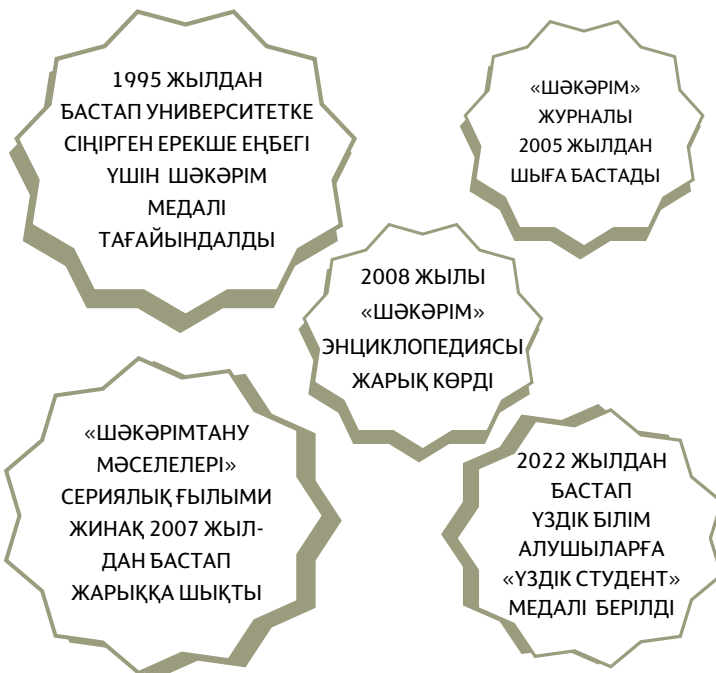 1995 ЖЫЛДАН
БАСТАП УНИВЕРСИТЕТКЕ
СІҢІРГЕН ЕРЕКШЕ ЕҢБЕГІ
ҮШІН ШӘКӘРІМ
МЕДАЛІ
ТАҒАЙЫНДАЛДЫ
«ШӘКӘРІМ»
ЖУРНАЛЫ
2005 ЖЫЛДАН
ШЫҒА БАСТАДЫ
2008 ЖЫЛЫ
«ШӘКӘРІМ»
ЭНЦИКЛОПЕДИЯСЫ
ЖАРЫҚ КӨРДІ
«ШӘКӘРІМТАНУ
МӘСЕЛЕЛЕРІ»
СЕРИЯЛЫҚ ҒЫЛЫМИ
ЖИНАҚ 2007 ЖЫЛ-
ДАН БАСТАП
ЖАРЫҚҚА ШЫҚТЫ
2022 ЖЫЛДАН
БАСТАП
ҮЗДІК БІЛІМ
АЛУШЫЛАРҒА
«ҮЗДІК СТУДЕНТ»
МЕДАЛІ БЕРІЛДІ